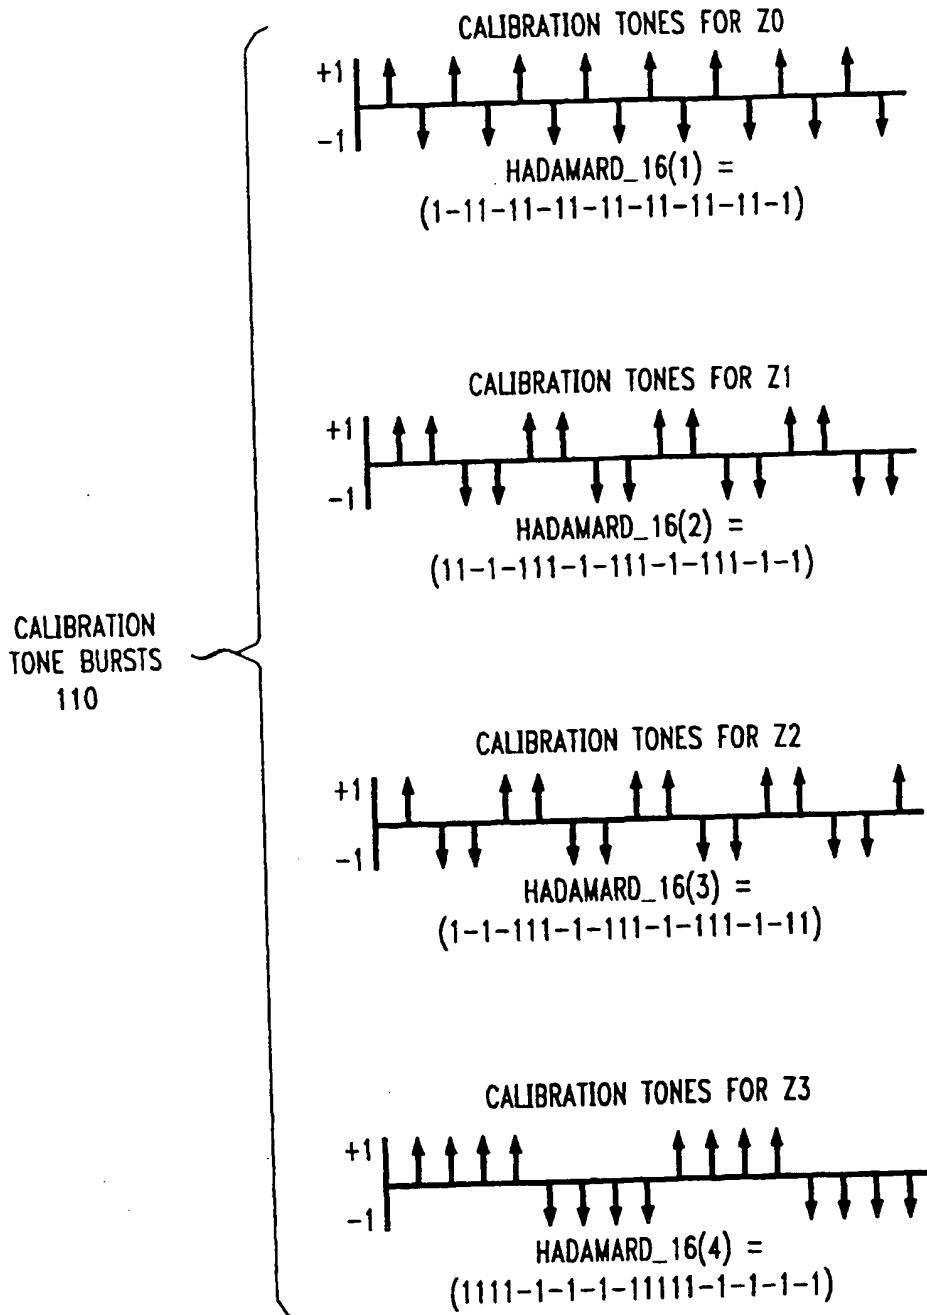 CALIBRATION TONES FOR Z0
+1
-1
HADAMARD_16(1) =
(1-11-11-11-11-11-11-11-1)
CALIBRATION TONES FOR Z1
+1
-1
HADAMARD_16(2) =
(11-1-111-1-111-1-111-1-1)
CALIBRATION
TONE BURSTS
110
CALIBRATION TONES FOR Z2
+1
-1
HADAMARD_16(3) =
(1-1-111-1-111-1-111-1-11)
CALIBRATION TONES FOR Z3
+1
-1
HADAMARD_16(4) =
(1111-1-1-1-11111-1-1-1-1)